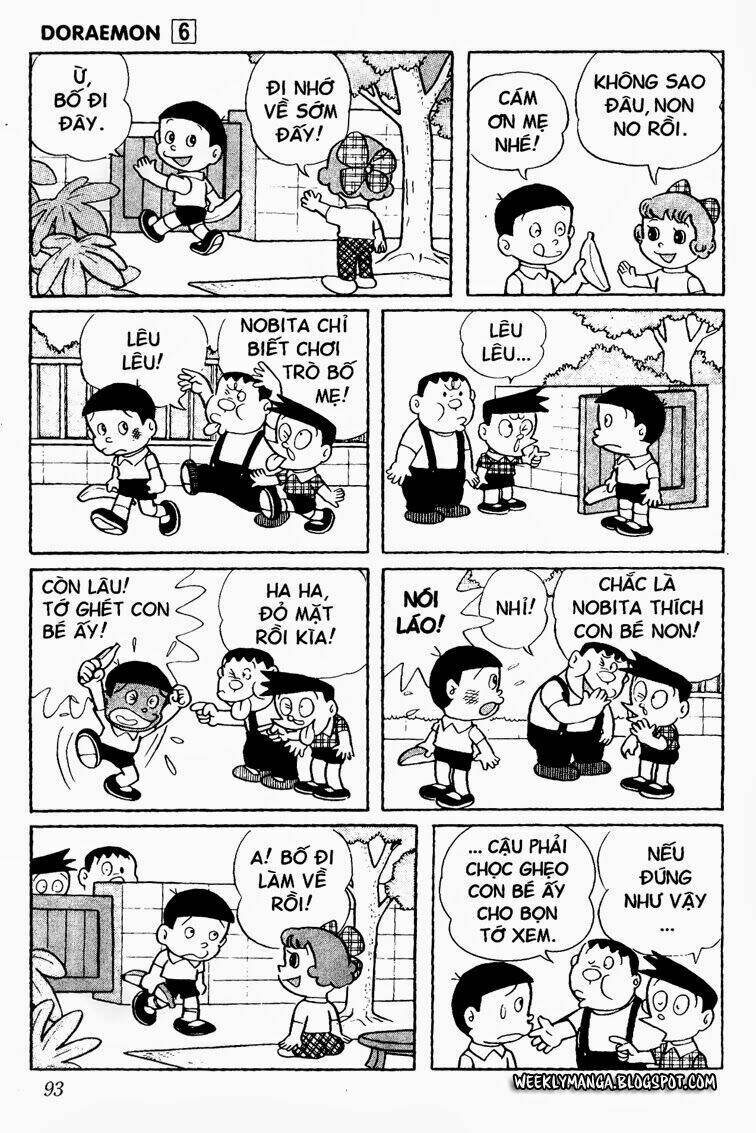 DORAEMON 6
KHÔNG SAO
ĐÂU, NON
NO RỒI.
CÁM
ƠN MẸ
NHÉ!
ĐI NHỚ
VỀ SỚM
ĐẤY!
Ừ,
BỐ ĐI
ĐÂY.
LÊU
LÊU...
NOBITA CHỈ
BIẾT CHƠI
TRÒ BỐ
MẸ!
LÊU
LÊU!
CHẮC LÀ
NOBITA THÍCH
CON BÉ NON!
NHỈ!
NÓI
LÁO!
HA HA,
ĐỎ MẶT
RỒI KÌA!
CÒN LÂU!
TỚ GHÉT CON
BÉ ẤY!
NẾU
ĐÚNG
NHƯ VẬY
...
... CẬU PHẢI
CHỌC GHẸO
CON BÉ ẤY
CHO BỌN
TỚ XEM.
A! BỐ ĐI
LÀM VỀ
RỒI!
93
WEEKLYMANGA.BLOGSPOT.COM